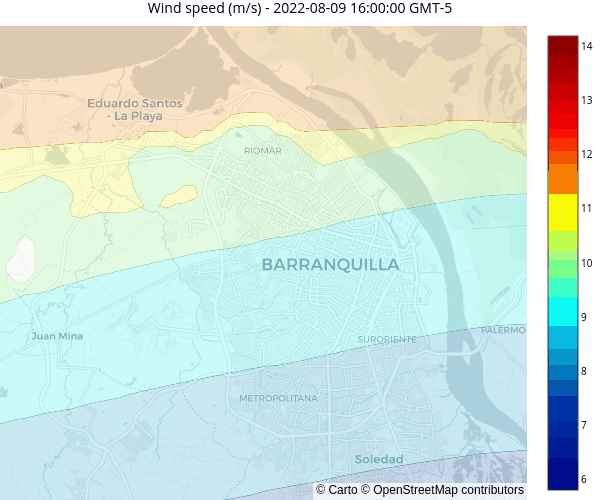 Wind speed (m/s) - 2022-08-09 16:00:00 GMT-5
14
13
12
11
10
9
8
7
6
Eduardo Santos
- La Playa
RIOMAR
BARRANQUILLA
Juan Mina
SURORIENTE
PALERMO
METROPOLITANA
Soledad
© Carto © OpenStreetMap contributors